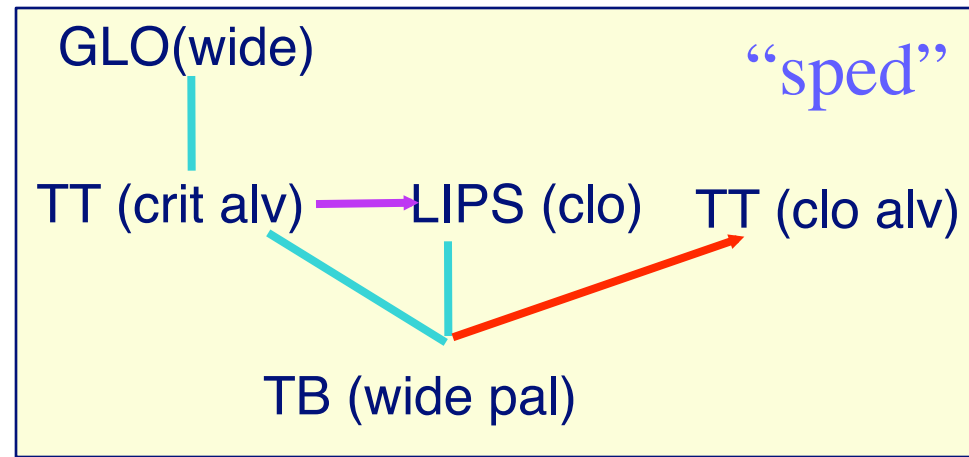 GLO(wide)
“sped”
TT (crit alv)
LIPS (clo)
TT (clo alv)
TB (wide pal)